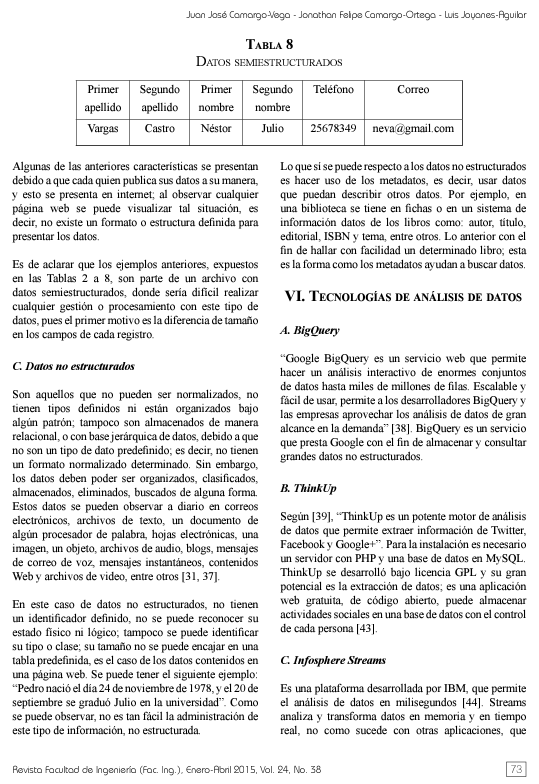 Juan José Camargo-Vega - Jonathan Felipe Camargo-Ortega - Luis Joyanes-Aguilar
Tabla 8
Datos semiestructurados
Primer apellido
Segundo apellido
Primer nombre
Segundo nombre
Teléfono
Correo
Vargas
Castro
Néstor
Julio
25678349
neva@gmail.com
Algunas de las anteriores características se presentan
debido a que cada quien publica sus datos a su manera,
y esto se presenta en internet; al observar cualquier
página web se puede visualizar tal situación, es
decir, no existe un formato o estructura definida para
presentar los datos.
Es de aclarar que los ejemplos anteriores, expuestos
en las Tablas 2 a 8, son parte de un archivo con
datos semiestructurados, donde sería difícil realizar
cualquier gestión o procesamiento con este tipo de
datos, pues el primer motivo es la diferencia de tamaño
en los campos de cada registro.
C. Datos no estructurados
Son aquellos que no pueden ser normalizados, no
tienen tipos definidos ni están organizados bajo
algún patrón; tampoco son almacenados de manera
relacional, o con base jerárquica de datos, debido a que
no son un tipo de dato predefinido; es decir, no tienen
un formato normalizado determinado. Sin embargo,
los datos deben poder ser organizados, clasificados,
almacenados, eliminados, buscados de alguna forma.
Estos datos se pueden observar a diario en correos
electrónicos, archivos de texto, un documento de
algún procesador de palabra, hojas electrónicas, una
imagen, un objeto, archivos de audio, blogs, mensajes
de correo de voz, mensajes instantáneos, contenidos
Web y archivos de video, entre otros [31, 37].
En este caso de datos no estructurados, no tienen
un identificador definido, no se puede reconocer su
estado físico ni lógico; tampoco se puede identificar
su tipo o clase; su tamaño no se puede encajar en una
tabla predefinida, es el caso de los datos contenidos en
una página web. Se puede tener el siguiente ejemplo:
“Pedro nació el día 24 de noviembre de 1978, y el 20 de
septiembre se graduó Julio en la universidad”. Como
se puede observar, no es tan fácil la administración de
este tipo de información, no estructurada.
Lo que sí se puede respecto a los datos no estructurados
es hacer uso de los metadatos, es decir, usar datos
que puedan describir otros datos. Por ejemplo, en
una biblioteca se tiene en fichas o en un sistema de
información datos de los libros como: autor, título,
editorial, ISBN y tema, entre otros. Lo anterior con el
fin de hallar con facilidad un determinado libro; esta
es la forma como los metadatos ayudan a buscar datos.
VI. Tecnologías de análisis de datos
A. BigQuery
“Google BigQuery es un servicio web que permite
hacer un análisis interactivo de enormes conjuntos
de datos hasta miles de millones de filas. Escalable y
fácil de usar, permite a los desarrolladores BigQuery y
las empresas aprovechar los análisis de datos de gran
alcance en la demanda” [38]. BigQuery es un servicio
que presta Google con el fin de almacenar y consultar
grandes datos no estructurados.
B. ThinkUp
Según [39], “ThinkUp es un potente motor de análisis
de datos que permite extraer información de Twitter,
Facebook y Google+”. Para la instalación es necesario
un servidor con PHP y una base de datos en MySQL.
ThinkUp se desarrolló bajo licencia GPL y su gran
potencial es la extracción de datos; es una aplicación
web gratuita, de código abierto, puede almacenar
actividades sociales en una base de datos con el control
de cada persona [43].
C. Infosphere Streams
Es una plataforma desarrollada por IBM, que permite
el análisis de datos en milisegundos [44]. Streams
analiza y transforma datos en memoria y en tiempo
real, no como sucede con otras aplicaciones, que
Revista Facultad de Ingeniería (Fac. Ing.), Enero-Abril 2015, Vol. 24, No. 38
73